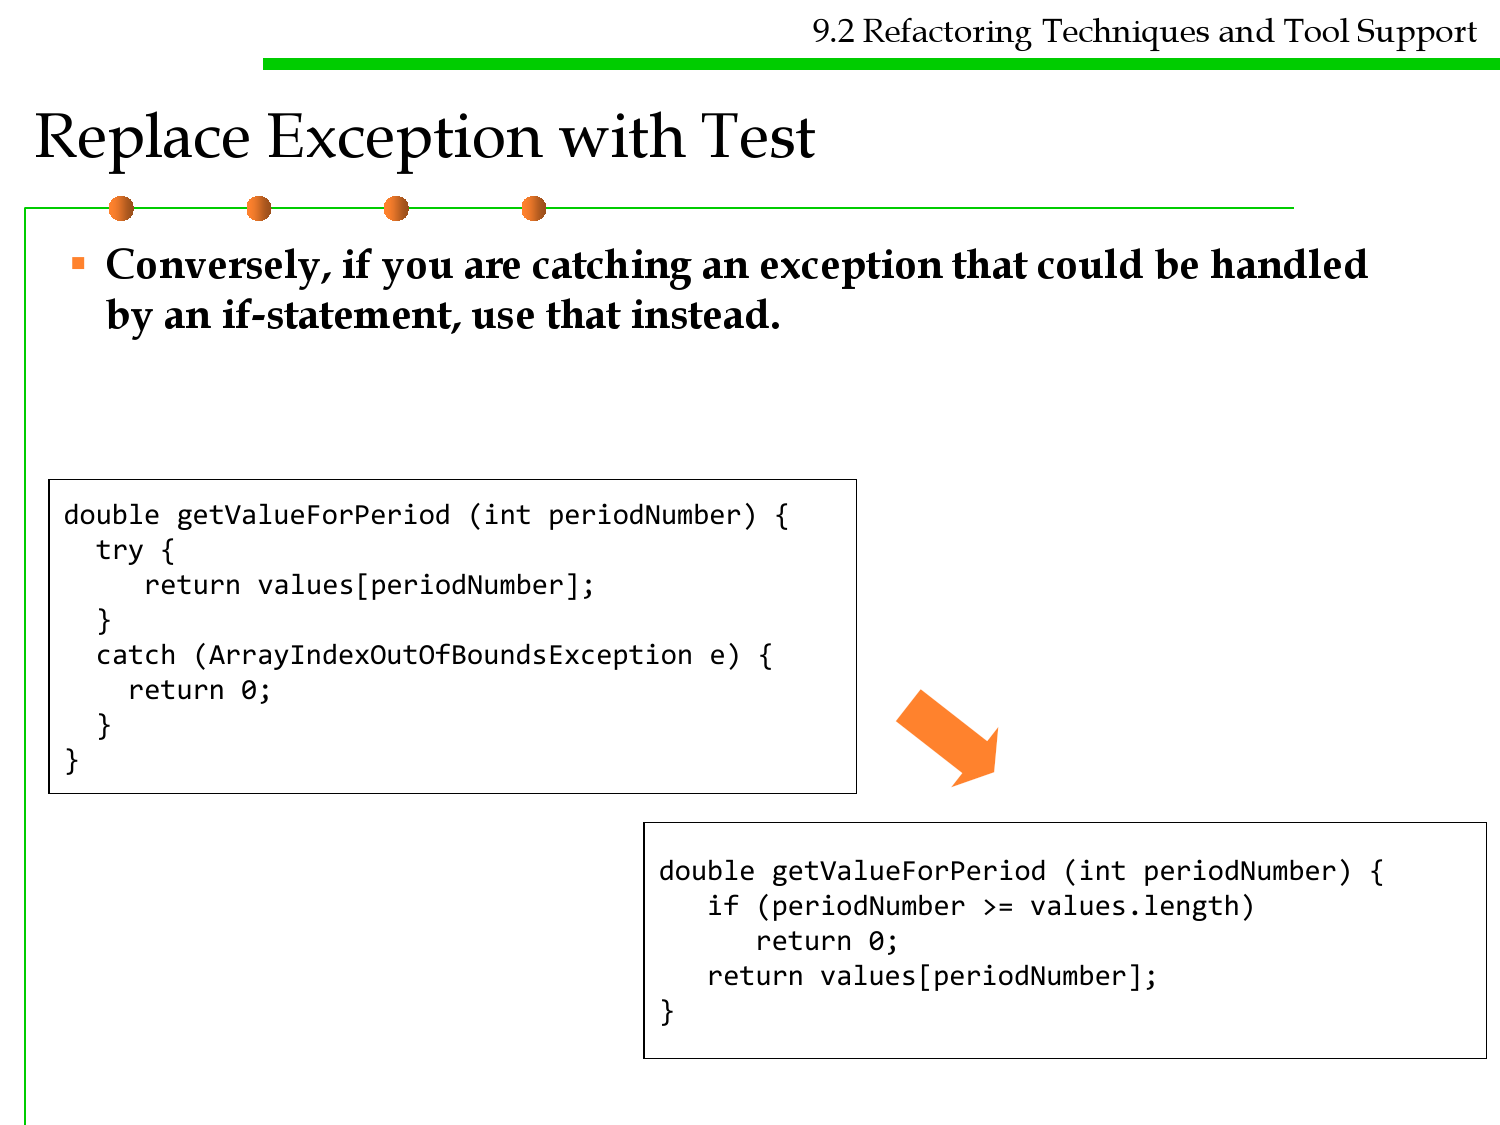 9.2 Refactoring Techniques and Tool Support
Replace Exception with Test
▪ Conversely, if you are catching an exception that could be handled
by an if-statement, use that instead.
double getValueForPeriod (int periodNumber) {
  try {
     return values[periodNumber];
  }
  catch (ArrayIndexOutOfBoundsException e) {
    return 0;
  }
}
double getValueForPeriod (int periodNumber) {
   if (periodNumber >= values.length)
      return 0;
   return values[periodNumber];
}